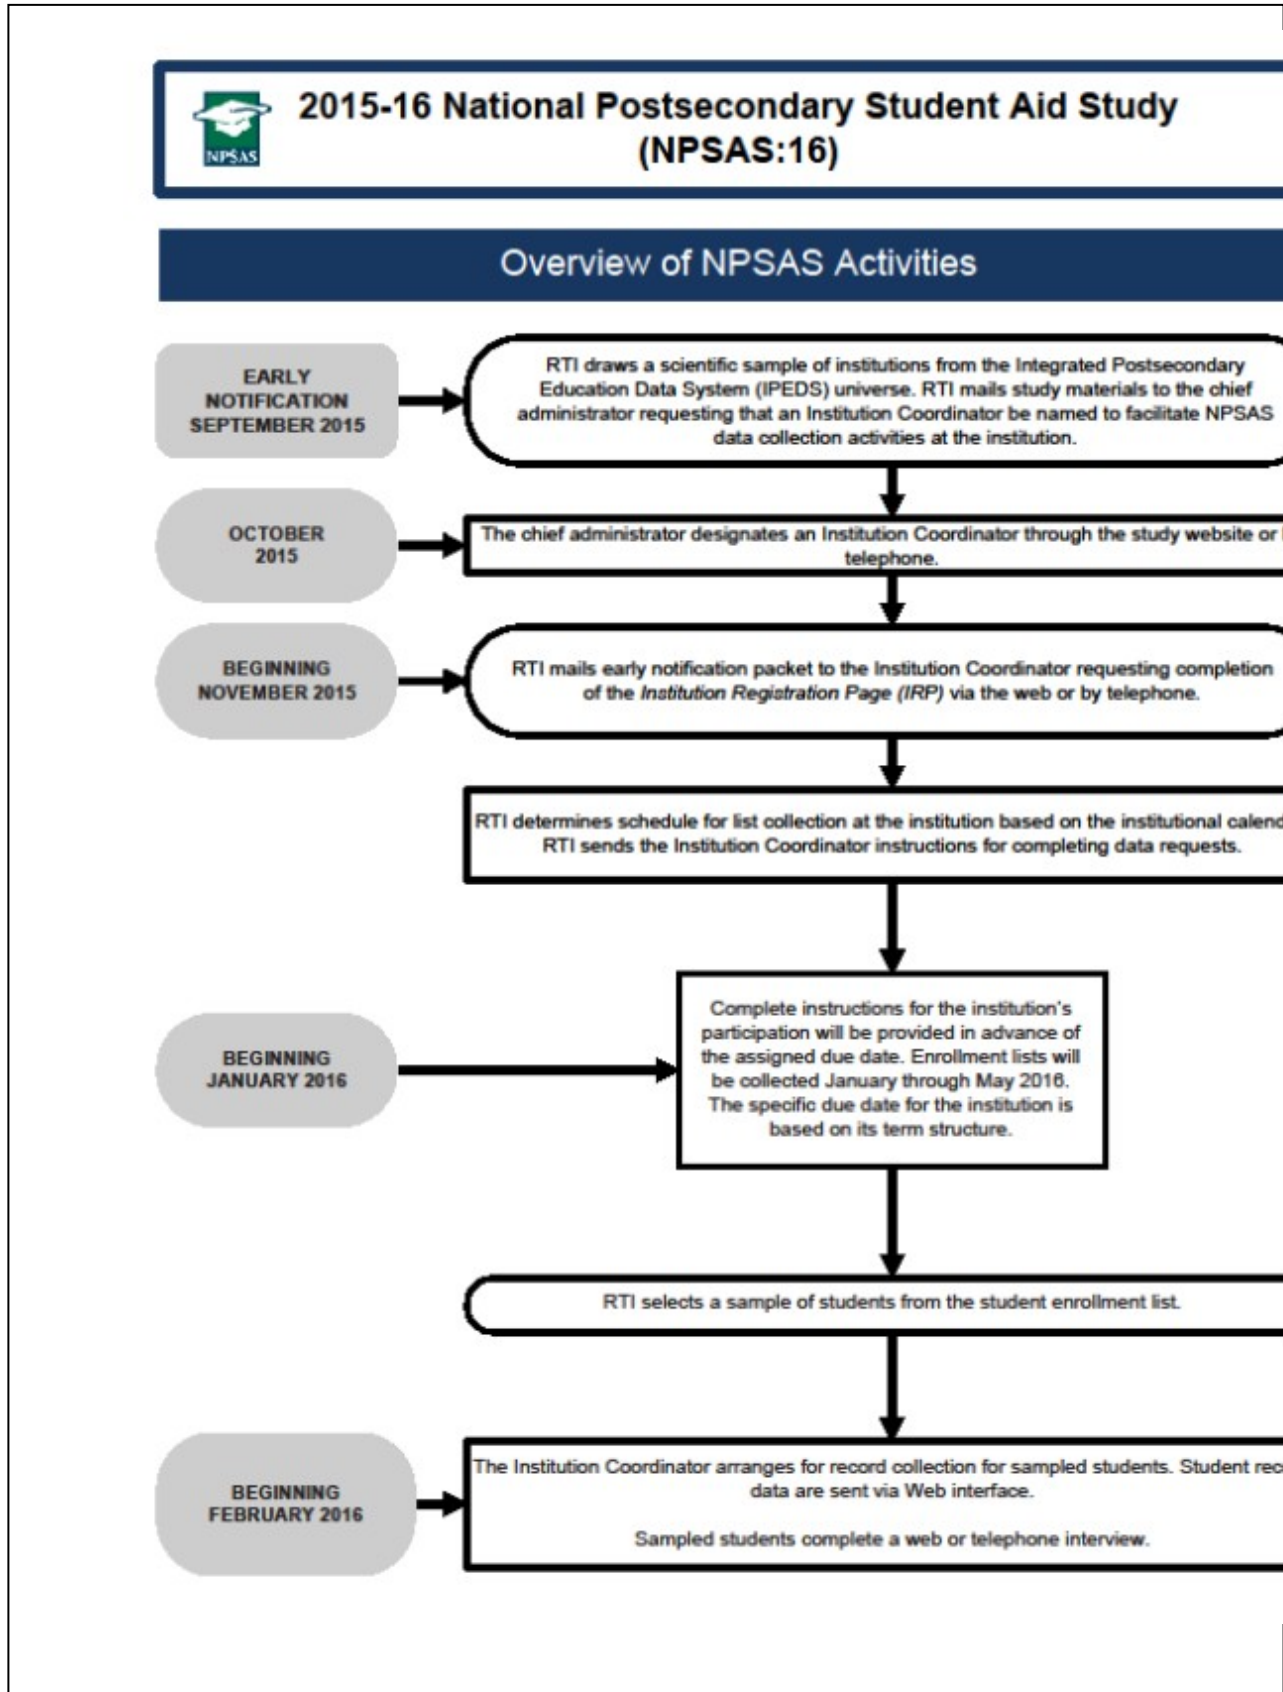 2015-16 National Postsecondary Student Aid Study
(NPSAS:16)
NPSAS
Overview of NPSAS Activities
EARLY
NOTIFICATION
SEPTEMBER 2015
RTI draws a scientific sample of institutions from the Integrated Postsecondary
Education Data System (IPEDS) universe. RTI mails study materials to the chief
administrator requesting that an Institution Coordinator be named to facilitate NPSAS
data collection activities at the institution.
OCTOBER
2015
The chief administrator designates an Institution Coordinator through the study website or
telephone.
BEGINNING
NOVEMBER 2015
RTI mails early notification packet to the Institution Coordinator requesting completion
of the Institution Registration Page (IRP) via the web or by telephone.
RTI determines schedule for list collection at the institution based on the institutional calend
RTI sends the Institution Coordinator instructions for completing data requests.
BEGINNING
JANUARY 2016
Complete instructions for the institution's
participation will be provided in advance of
the assigned due date. Enrollment lists will
be collected January through May 2016.
The specific due date for the institution is
based on its term structure.
RTI selects a sample of students from the student enrollment list.
BEGINNING
FEBRUARY 2016
The Institution Coordinator arranges for record collection for sampled students. Student rec
data are sent via Web interface.
Sampled students complete a web or telephone interview.